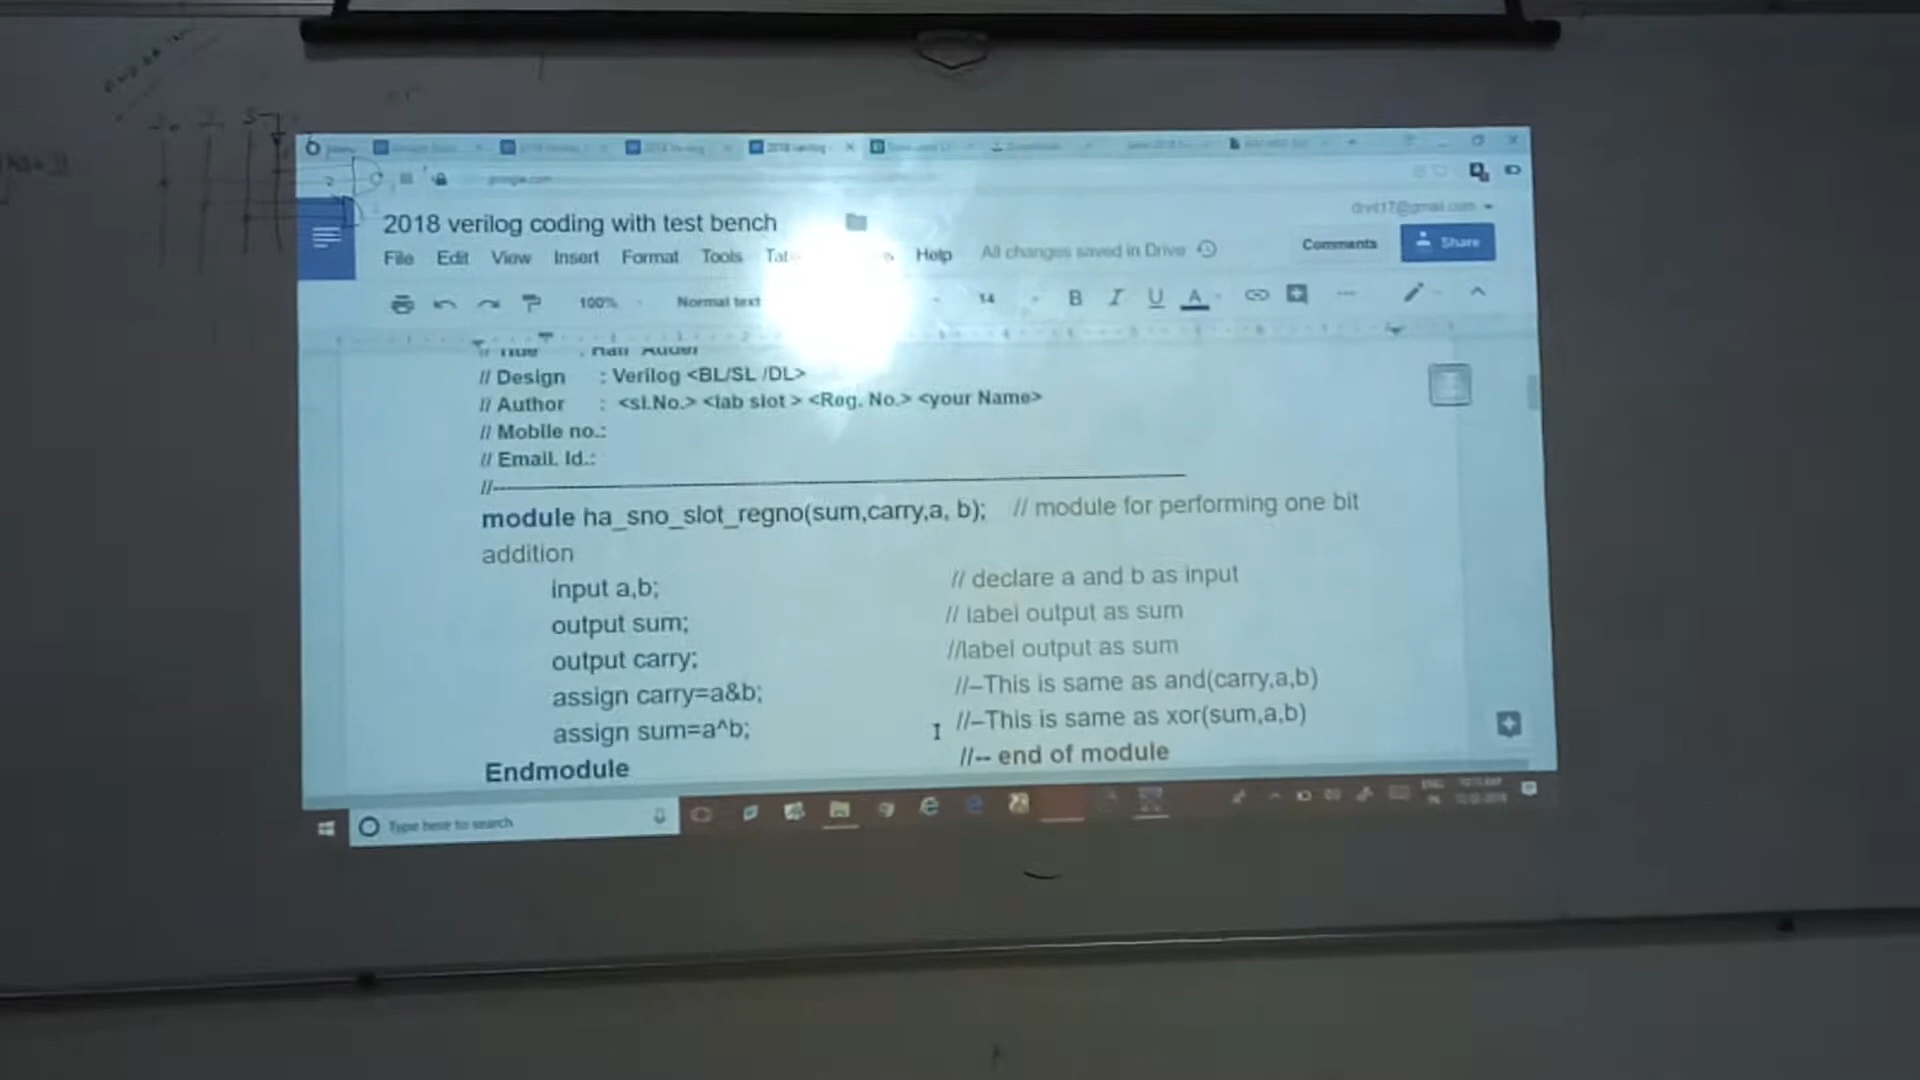 2018 verilog coding with test bench
File Edit View Insert Format Tools Help All changes saved in Drive
Comments Share
100% Normal text 14 B I U A
// Design : Verilog <BL/SL /DL>
// Author : <sl.No.> <lab slot > <Reg. No.> <your Name>
// Mobile no.:
// Email. Id.:
//
module ha_sno_slot_regno(sum,carry,a, b); // module for performing one bit
addition
input a,b; // declare a and b as input
output sum; // label output as sum
output carry; //label output as sum
assign carry=a&b; //–This is same as and(carry,a,b)
assign sum=a^b; //–This is same as xor(sum,a,b)
Endmodule //-- end of module
Type here to search